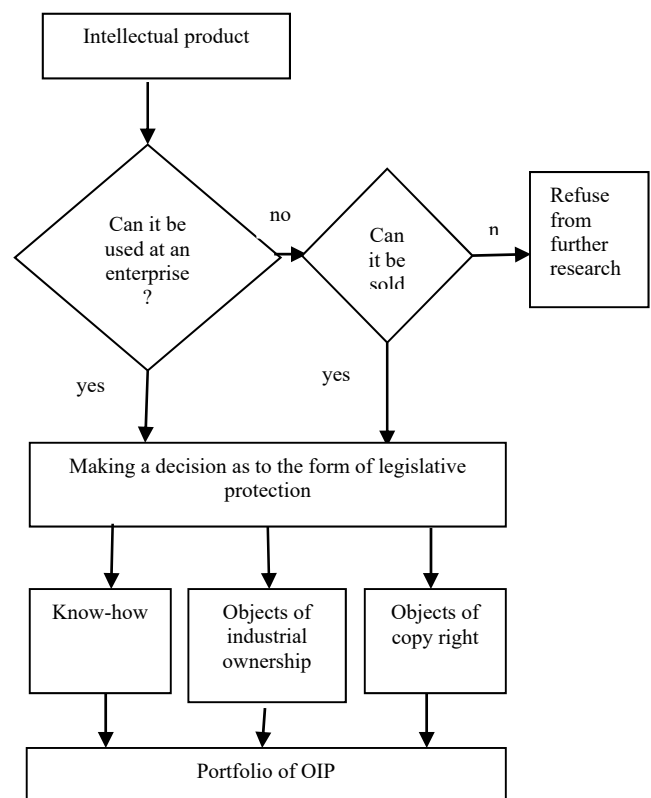 Intellectual product
Can it be
used at an
enterprise
?
no
Can
it be
sold
n
Refuse
from
further
research
yes
yes
Making a decision as to the form of legislative
protection
Know-how
Objects of
industrial
ownership
Objects of
copy right
Portfolio of OIP